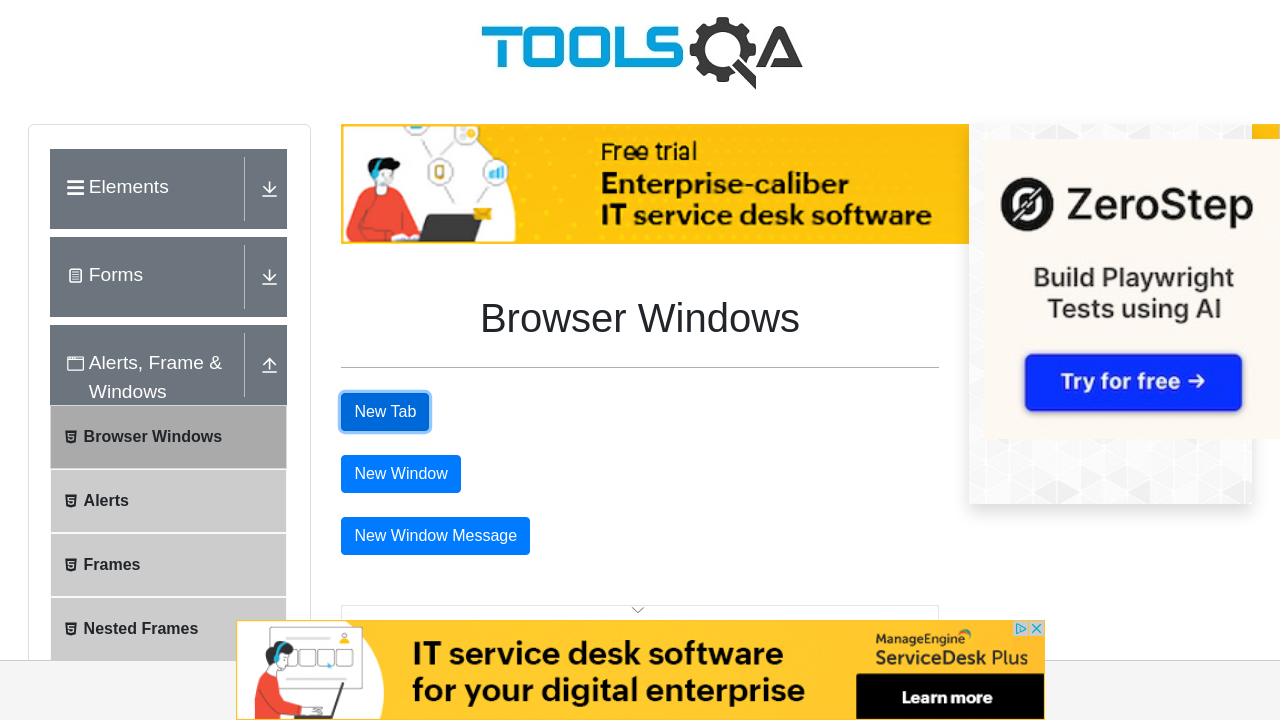 TOOLSQA
Elements
Forms
Alerts, Frame &
Windows
Browser Windows
Alerts
Frames
Nested Frames
Free trial
Enterprise-caliber
IT service desk software
Browser Windows
New Tab
New Window
New Window Message
ZeroStep
Build Playwright
Tests using AI
Try for free →
IT service desk software
for your digital enterprise
ManageEngine
ServiceDesk Plus
Learn more